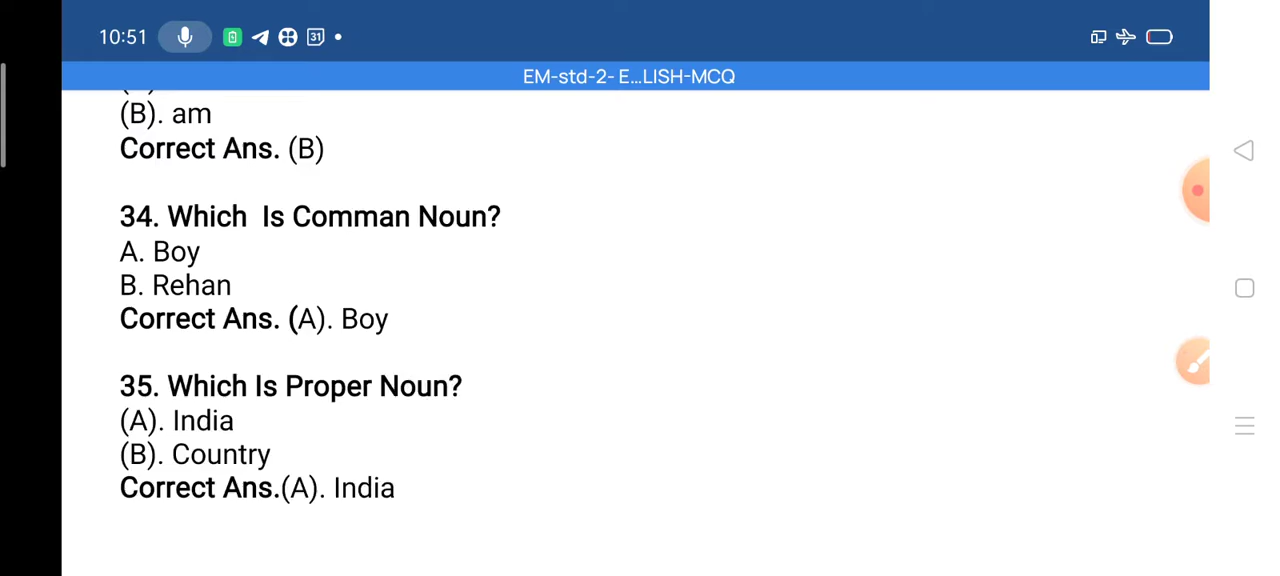 10:51
31
EM-std-2- E...LISH-MCQ
(B). am
Correct Ans. (B)
34. Which  Is Comman Noun?
A. Boy
B. Rehan
Correct Ans. (A). Boy
35. Which Is Proper Noun?
(A). India
(B). Country
Correct Ans.(A). India